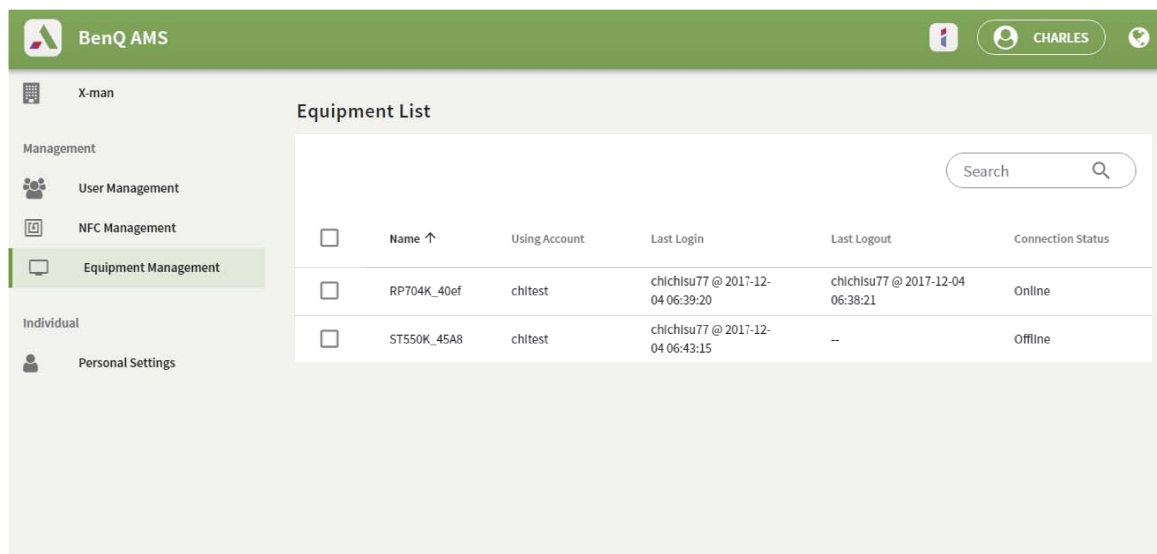 BenQ AMS
CHARLES
X-man
Equipment List
Management
Search
User Management
NFC Management
Name ↑ Using Account Last Login Last Logout Connection Status
Equipment Management
RP704K_40ef chitest chichisu77 @ 2017-12-04 06:39:20 chichisu77 @ 2017-12-04 06:38:21 Online
Individual
ST550K_45A8 chitest chichisu77 @ 2017-12-04 06:43:15 -- Offline
Personal Settings